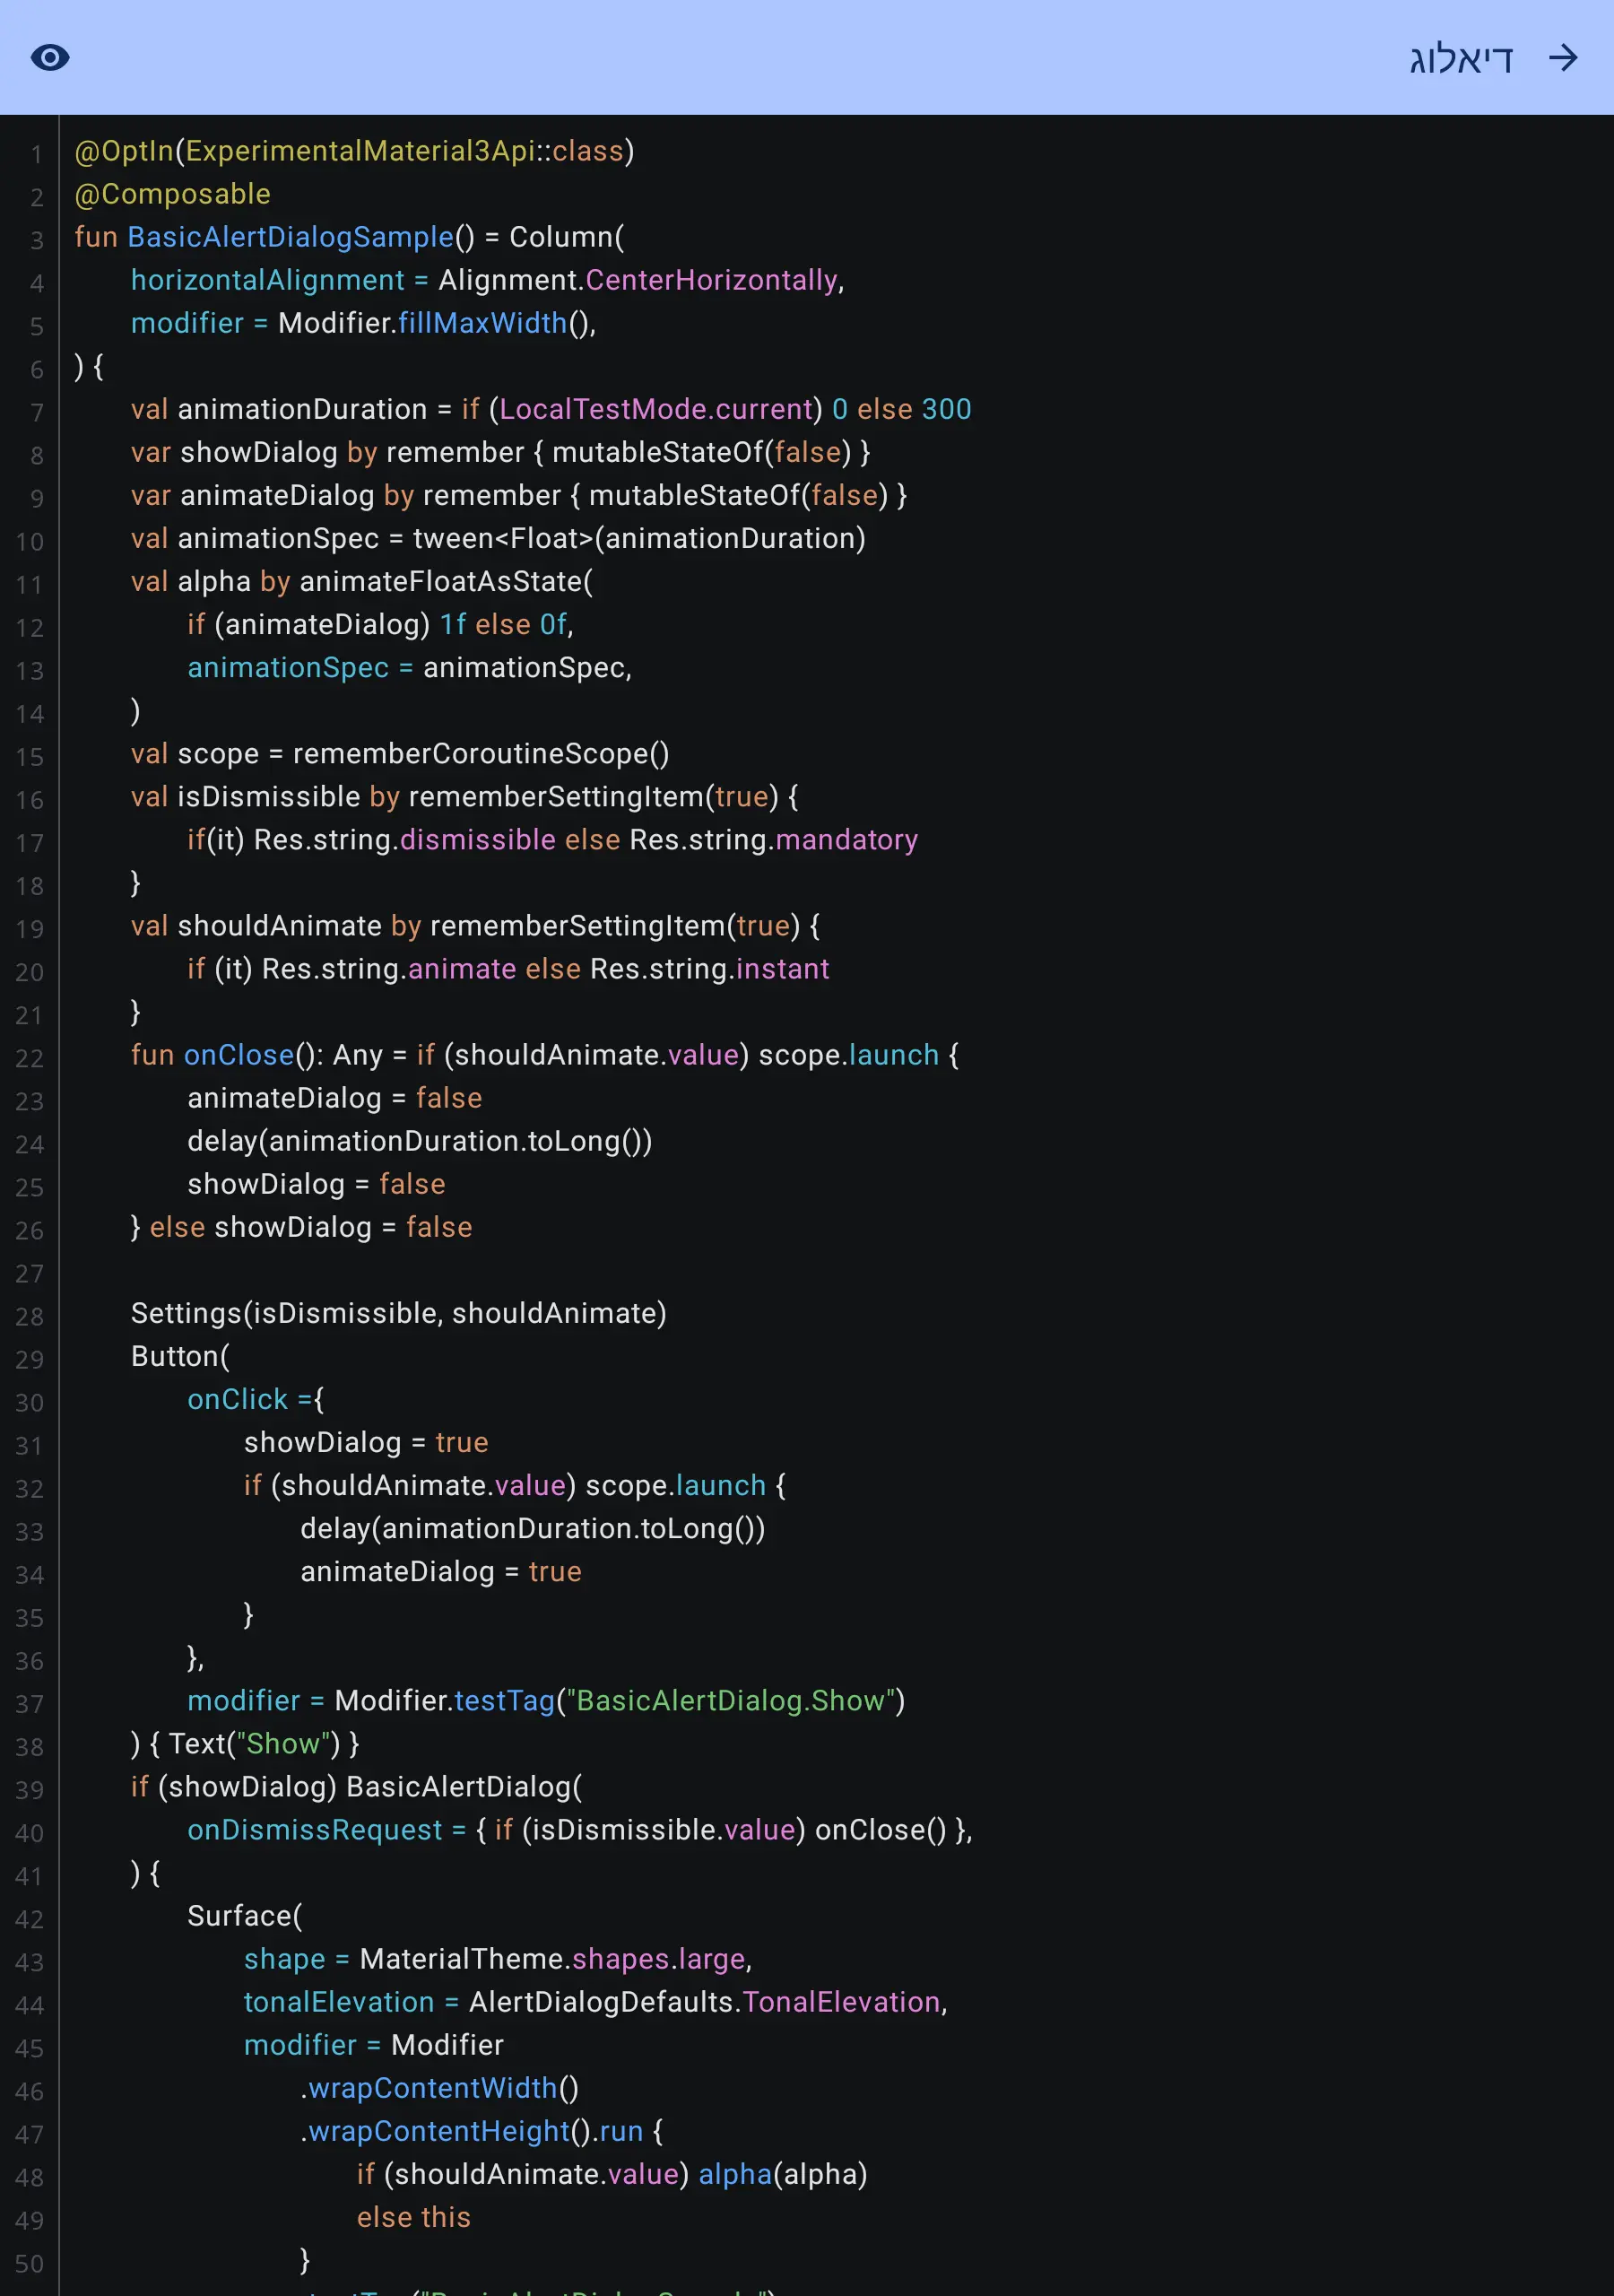 דיאלוג
1 @OptIn(ExperimentalMaterial3Api::class)
2 @Composable
3 fun BasicAlertDialogSample() = Column(
4 horizontalAlignment = Alignment.CenterHorizontally,
5 modifier = Modifier.fillMaxWidth(),
6 ) {
7 val animationDuration = if (LocalTestMode.current) 0 else 300
8 var showDialog by remember { mutableStateOf(false) }
9 var animateDialog by remember { mutableStateOf(false) }
10 val animationSpec = tween<Float>(animationDuration)
11 val alpha by animateFloatAsState(
12 if (animateDialog) 1f else 0f,
13 animationSpec = animationSpec,
14 )
15 val scope = rememberCoroutineScope()
16 val isDismissible by rememberSettingItem(true) {
17 if(it) Res.string.dismissible else Res.string.mandatory
18 }
19 val shouldAnimate by rememberSettingItem(true) {
20 if (it) Res.string.animate else Res.string.instant
21 }
22 fun onClose(): Any = if (shouldAnimate.value) scope.launch {
23 animateDialog = false
24 delay(animationDuration.toLong())
25 showDialog = false
26 } else showDialog = false
27
28 Settings(isDismissible, shouldAnimate)
29 Button(
30 onClick ={
31 showDialog = true
32 if (shouldAnimate.value) scope.launch {
33 delay(animationDuration.toLong())
34 animateDialog = true
35 }
36 },
37 modifier = Modifier.testTag("BasicAlertDialog.Show")
38 ) { Text("Show") }
39 if (showDialog) BasicAlertDialog(
40 onDismissRequest = { if (isDismissible.value) onClose() },
41 ) {
42 Surface(
43 shape = MaterialTheme.shapes.large,
44 tonalElevation = AlertDialogDefaults.TonalElevation,
45 modifier = Modifier
46 .wrapContentWidth()
47 .wrapContentHeight().run {
48 if (shouldAnimate.value) alpha(alpha)
49 else this
50 }